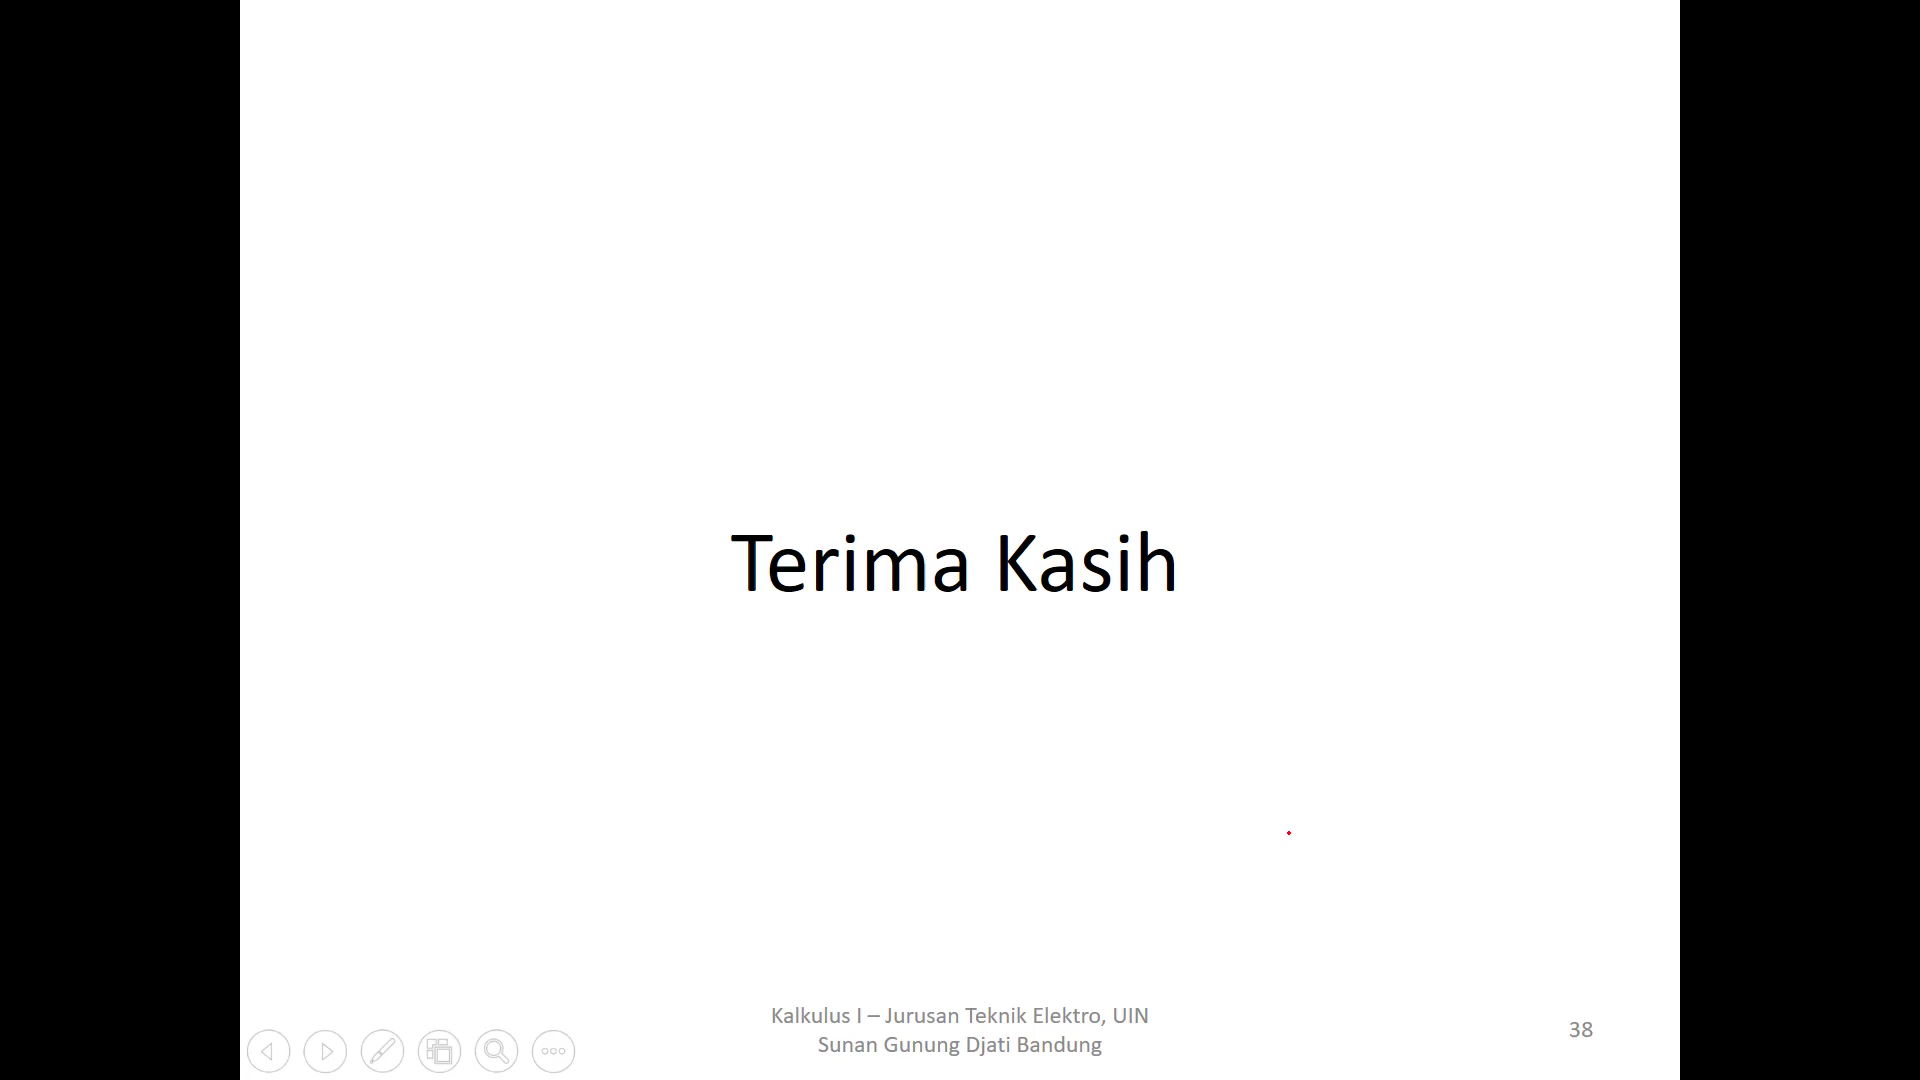 Terima Kasih
Kalkulus I – Jurusan Teknik Elektro, UIN
Sunan Gunung Djati Bandung
38